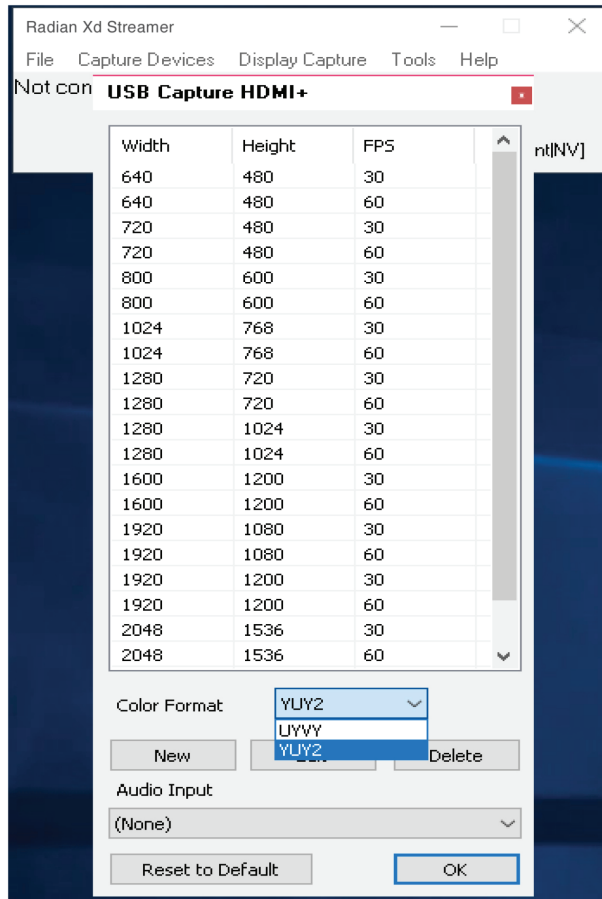 Radian Xd Streamer
File Capture Devices Display Capture Tools Help
Not con
USB Capture HDMI+
nt|NV]
Width Height FPS
640 480 30
640 480 60
720 480 30
720 480 60
800 600 30
800 600 60
1024 768 30
1024 768 60
1280 720 30
1280 720 60
1280 1024 30
1280 1024 60
1600 1200 30
1600 1200 60
1920 1080 30
1920 1080 60
1920 1200 30
1920 1200 60
2048 1536 30
2048 1536 60
Color Format YUY2
UYVY
YUY2
New Delete
Audio Input
(None)
Reset to Default OK